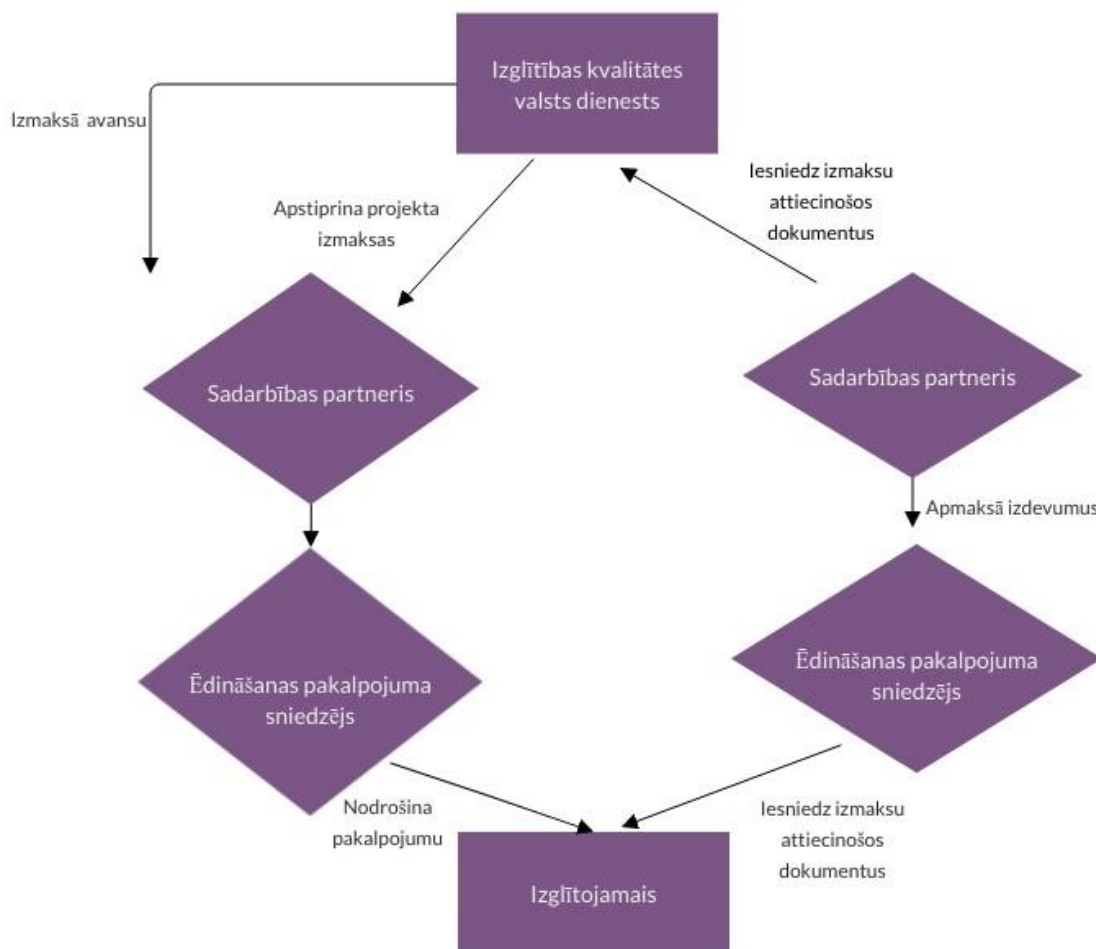 Izglītības kvalitātes
valsts dienests
Izmaksā avansu
Iesniedz izmaksu
attiecinošos
dokumentus
Apstiprina projekta
izmaksas
Sadarbības partneris
Sadarbības partneris
Apmaksā izdevumus
Ēdināšanas pakalpojuma
sniedzējs
Ēdināšanas pakalpojuma
sniedzējs
Nodrošina
pakalpojumu
Iesniedz izmaksu
attiecinošos
dokumentus
Izglītojamais